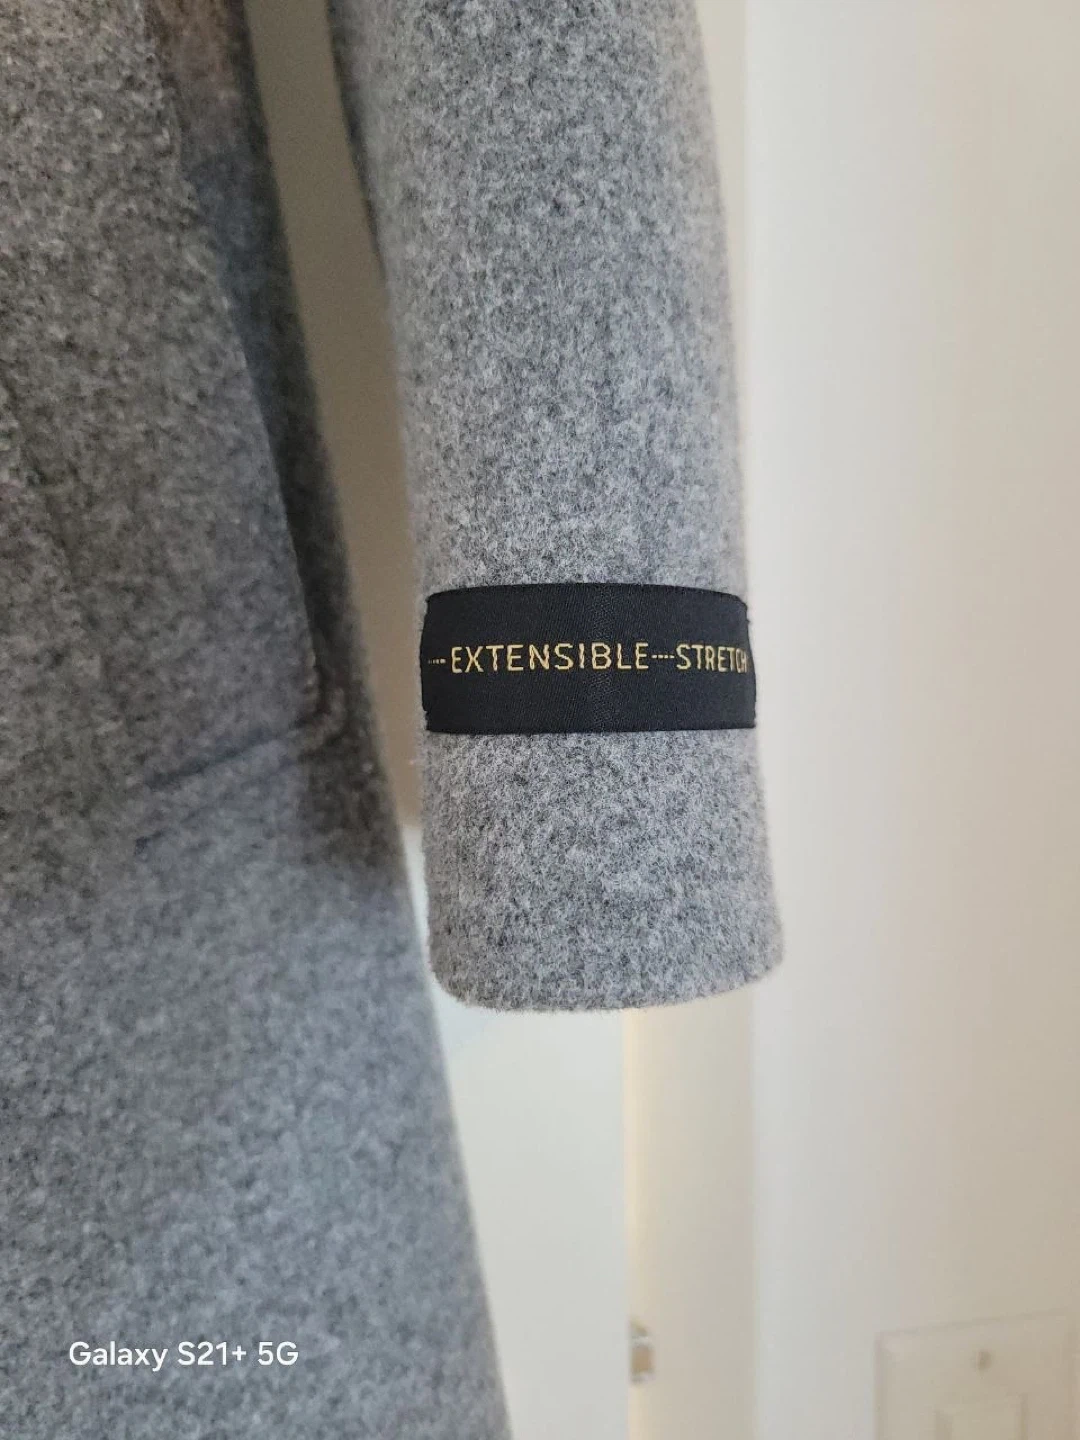 ----EXTENSIBLE----STRETCH
Galaxy S21+ 5G